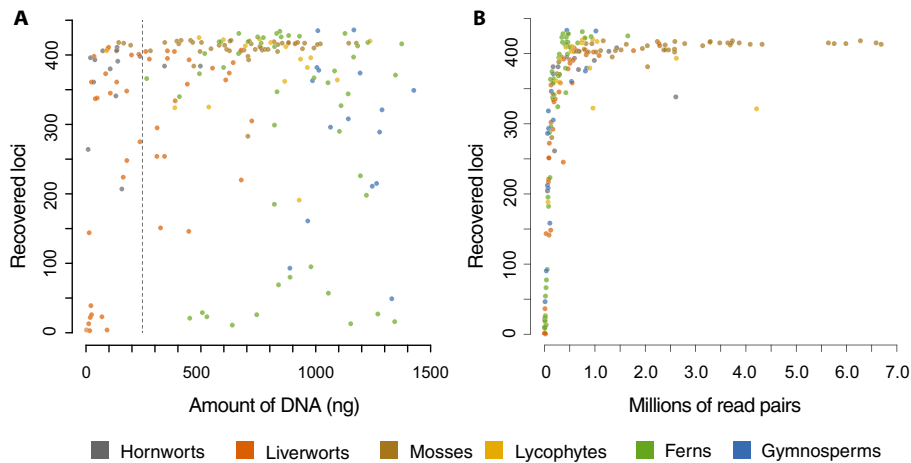 A
Recovered loci
0 100 200 300 400
0 500 1000 1500
Amount of DNA (ng)
B
Recovered loci
0 100 200 300 400
0 1.0 2.0 3.0 4.0 5.0 6.0 7.0
Millions of read pairs
Hornworts Liverworts Mosses Lycophytes Ferns Gymnosperms